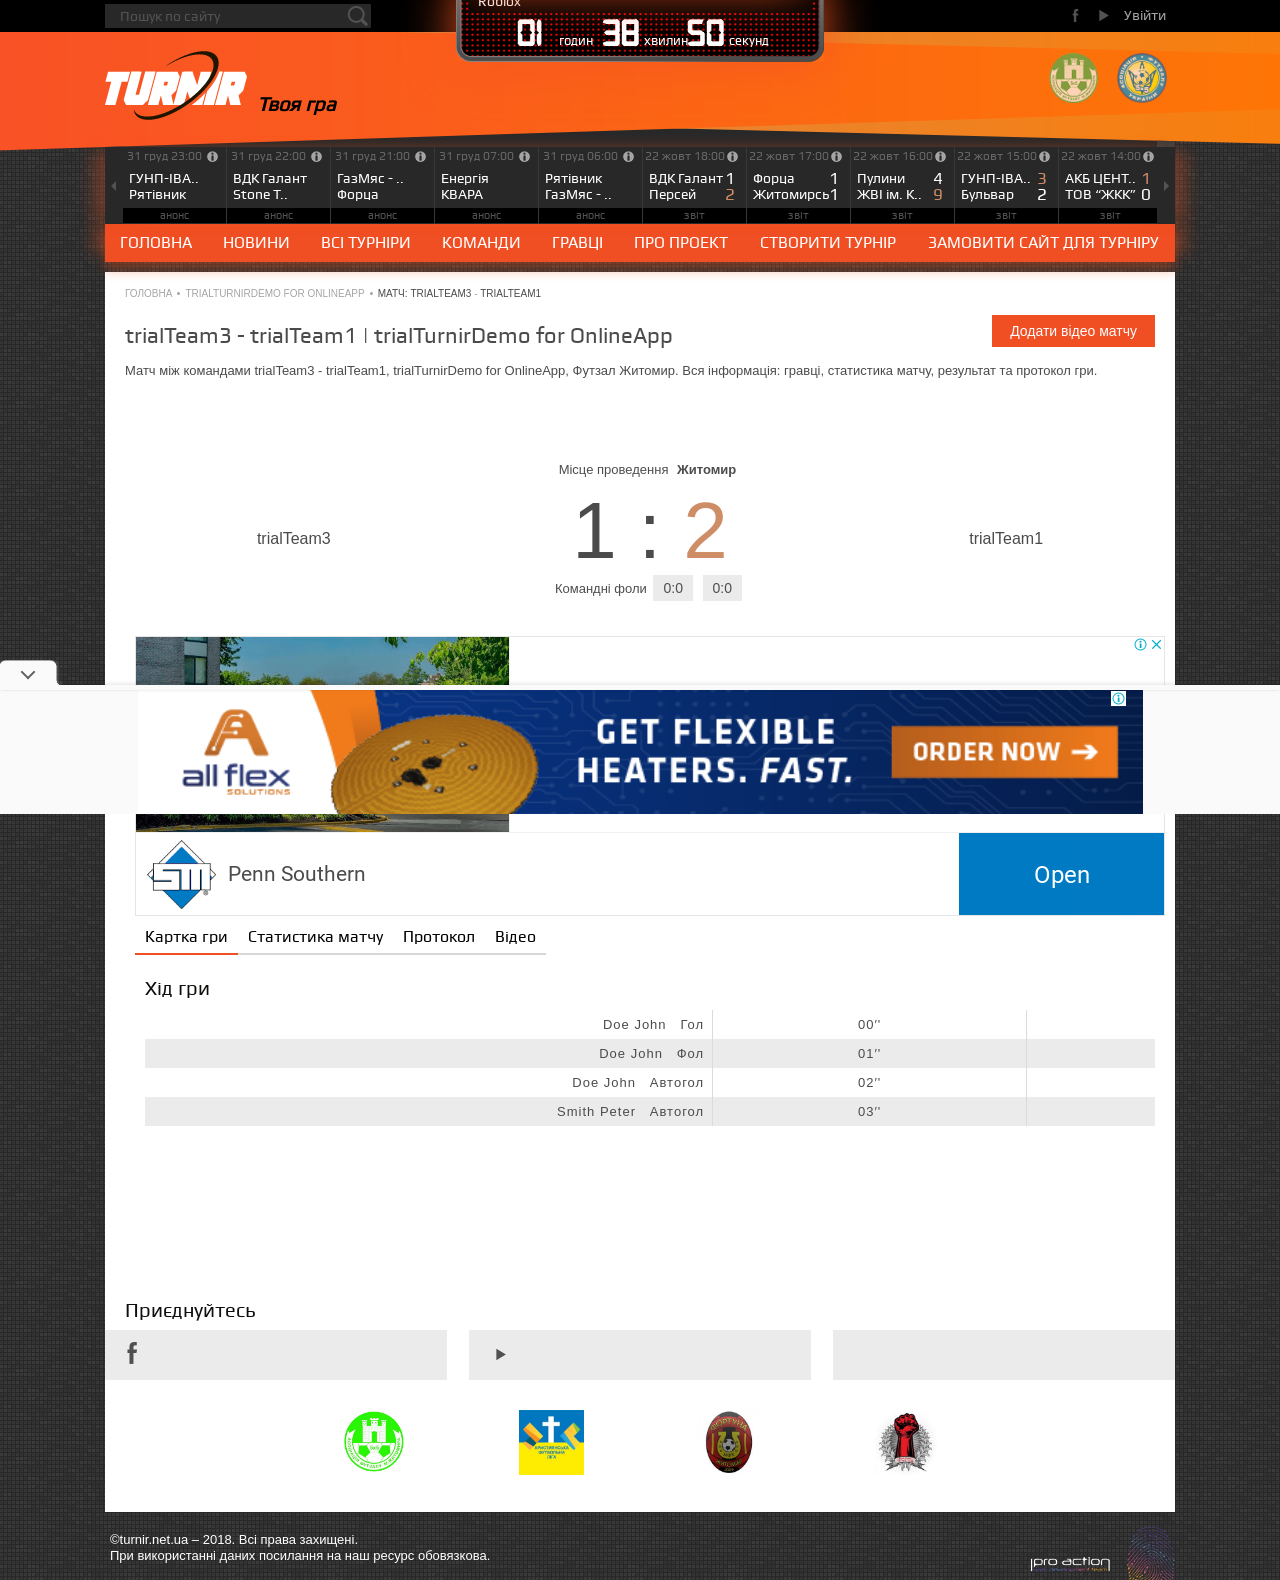 Пошук по сайту
Roblox
01 годин 38 хвилин 50 секунд
Увійти
TURNIR
Твоя гра
31 груд 23:00
ГУНП-ІВА..
Рятівник
анонс
31 груд 22:00
ВДК Галант
Stone T..
анонс
31 груд 21:00
ГазМяс - ..
Форца
анонс
31 груд 07:00
Енергія
КВАРА
анонс
31 груд 06:00
Рятівник
ГазМяс - ..
анонс
22 жовт 18:00
ВДК Галант 1
Персей 2
звіт
22 жовт 17:00
Форца 1
Житомирсь 1
звіт
22 жовт 16:00
Пулини 4
ЖВІ ім. К.. 9
звіт
22 жовт 15:00
ГУНП-ІВА.. 3
Бульвар 2
звіт
22 жовт 14:00
АКБ ЦЕНТ.. 1
ТОВ “ЖКК” 0
звіт
ГОЛОВНА НОВИНИ ВСІ ТУРНІРИ КОМАНДИ ГРАВЦІ ПРО ПРОЕКТ СТВОРИТИ ТУРНІР ЗАМОВИТИ САЙТ ДЛЯ ТУРНІРУ
ГОЛОВНА • TRIALTURNIRDEMO FOR ONLINEAPP • МАТЧ: TRIALTEAM3 - TRIALTEAM1
trialTeam3 - trialTeam1 | trialTurnirDemo for OnlineApp
Додати відео матчу
Матч між командами trialTeam3 - trialTeam1, trialTurnirDemo for OnlineApp, Футзал Житомир. Вся інформація: гравці, статистика матчу, результат та протокол гри.
Місце проведення Житомир
trialTeam3
1 : 2
trialTeam1
Командні фоли 0:0 0:0
all flex
SOLUTIONS
GET FLEXIBLE
HEATERS. FAST.
ORDER NOW
SM
Penn Southern
Open
Картка гри Статистика матчу Протокол Відео
Хід гри
Doe John Гол 00''
Doe John Фол 01''
Doe John Автогол 02''
Smith Peter Автогол 03''
Приєднуйтесь
©turnir.net.ua – 2018. Всі права захищені.
При використанні даних посилання на наш ресурс обовязкова.
pro action